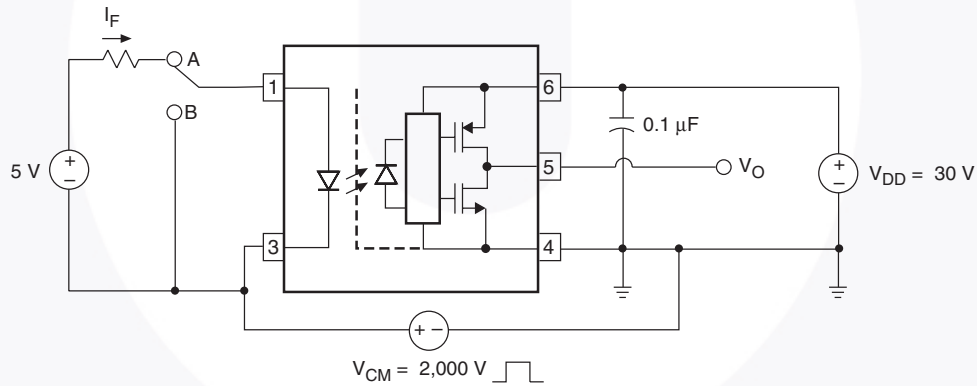 I_F
A
B
5 V
+
−
1
3
6
5
4
0.1 μF
V_O
+
−
V_DD = 30 V
+ −
V_CM = 2,000 V